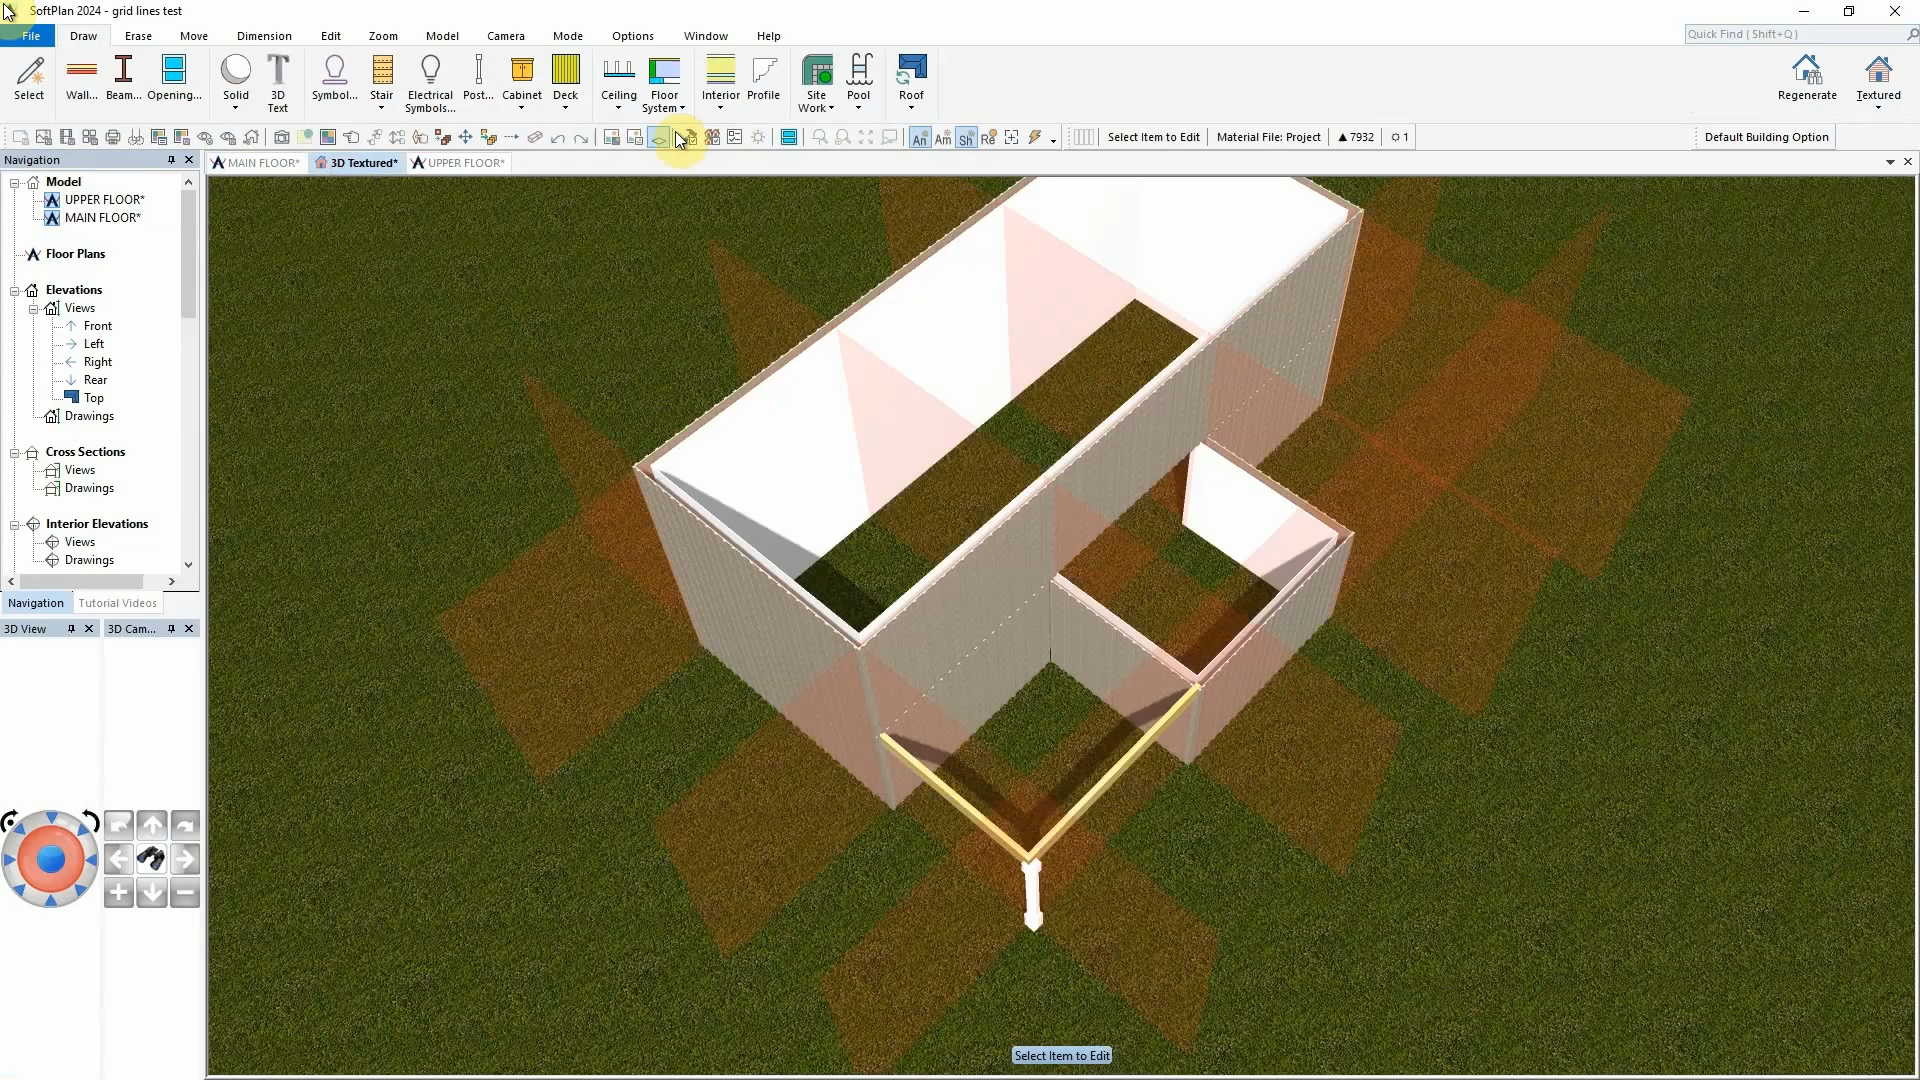 SoftPlan 2024 - grid lines test
File Draw Erase Move Dimension Edit Zoom Model Camera Mode Options Window Help
Quick Find ( Shift+Q )
Select Wall... Beam... Opening... Solid 3D Text Symbol... Stair Electrical Symbols... Post... Cabinet Deck Ceiling Floor System Interior Profile Site Work Pool Roof Regenerate Textured
An Am Sh Re Select Item to Edit Material File: Project ▲7932 1 Default Building Option
Navigation
MAIN FLOOR* 3D Textured* UPPER FLOOR*
Model
UPPER FLOOR*
MAIN FLOOR*
Floor Plans
Elevations
Views
Front
Left
Right
Rear
Top
Drawings
Cross Sections
Views
Drawings
Interior Elevations
Views
Drawings
Navigation Tutorial Videos
3D View 3D Cam...
Select Item to Edit